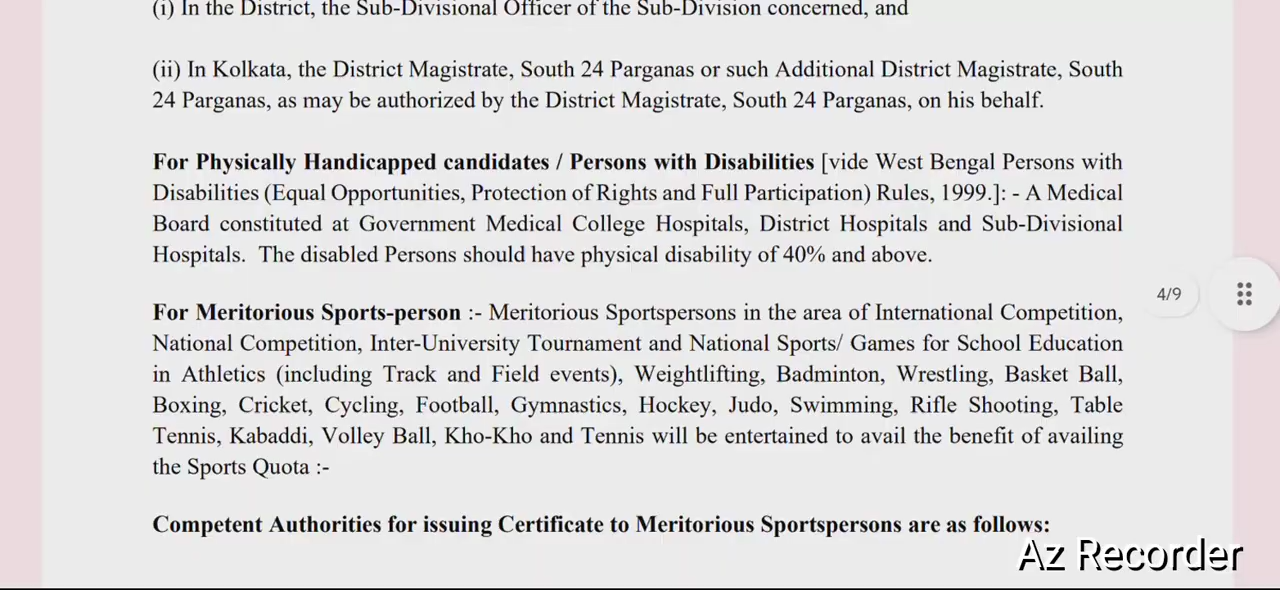 (i) In the District, the Sub-Divisional Officer of the Sub-Division concerned, and
(ii) In Kolkata, the District Magistrate, South 24 Parganas or such Additional District Magistrate, South
24 Parganas, as may be authorized by the District Magistrate, South 24 Parganas, on his behalf.
For Physically Handicapped candidates / Persons with Disabilities [vide West Bengal Persons with
Disabilities (Equal Opportunities, Protection of Rights and Full Participation) Rules, 1999.]: - A Medical
Board constituted at Government Medical College Hospitals, District Hospitals and Sub-Divisional
Hospitals. The disabled Persons should have physical disability of 40% and above.
4/9
For Meritorious Sports-person :- Meritorious Sportspersons in the area of International Competition,
National Competition, Inter-University Tournament and National Sports/ Games for School Education
in Athletics (including Track and Field events), Weightlifting, Badminton, Wrestling, Basket Ball,
Boxing, Cricket, Cycling, Football, Gymnastics, Hockey, Judo, Swimming, Rifle Shooting, Table
Tennis, Kabaddi, Volley Ball, Kho-Kho and Tennis will be entertained to avail the benefit of availing
the Sports Quota :-
Competent Authorities for issuing Certificate to Meritorious Sportspersons are as follows:
Az Recorder